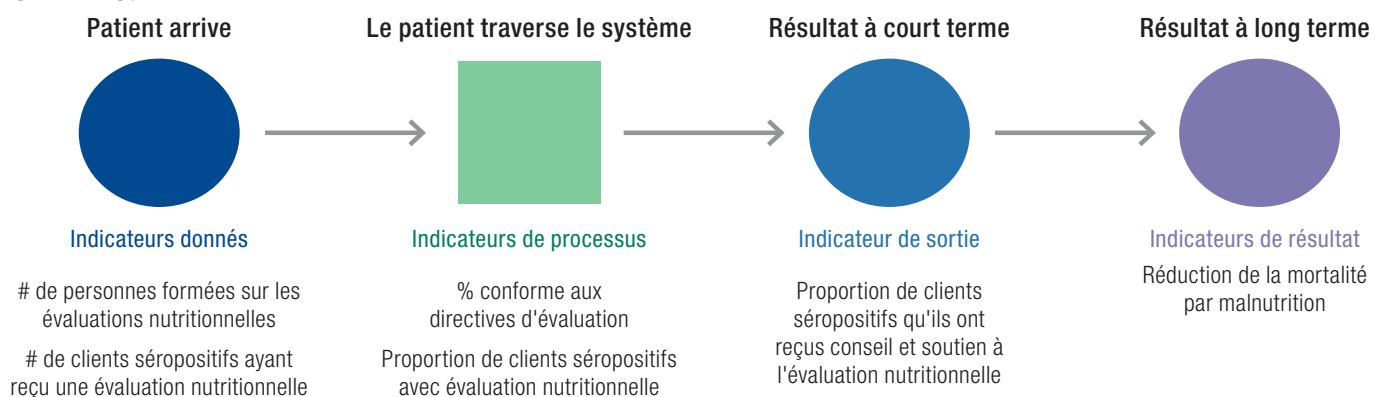 Patient arrive
Le patient traverse le système
Résultat à court terme
Résultat à long terme
Indicateurs donnés
Indicateurs de processus
Indicateur de sortie
Indicateurs de résultat
# de personnes formées sur les
évaluations nutritionnelles
# de clients séropositifs ayant
reçu une évaluation nutritionnelle
% conforme aux
directives d'évaluation
Proportion de clients séropositifs
avec évaluation nutritionnelle
Proportion de clients
séropositifs qu'ils ont
reçus conseil et soutien à
l'évaluation nutritionnelle
Réduction de la mortalité
par malnutrition